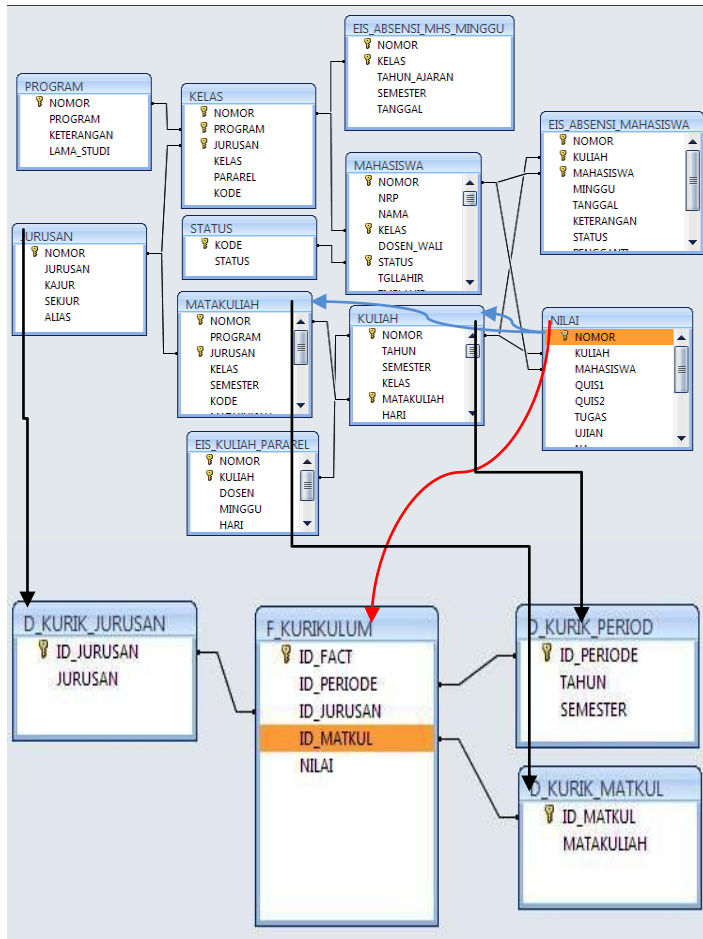 EIS_ABSENSI_MHS_MINGGU
NOMOR
KELAS
TAHUN_AJARAN
SEMESTER
TANGGAL
PROGRAM
NOMOR
PROGRAM
KETERANGAN
LAMA_STUDI
KELAS
NOMOR
PROGRAM
JURUSAN
KELAS
PARAREL
KODE
EIS_ABSENSI_MAHASISWA
NOMOR
KULIAH
MAHASISWA
MINGGU
TANGGAL
KETERANGAN
STATUS
MAHASISWA
NOMOR
NRP
NAMA
KELAS
DOSEN_WALI
STATUS
TGLLAHIR
JURUSAN
NOMOR
JURUSAN
KAJUR
SEKJUR
ALIAS
STATUS
KODE
STATUS
MATAKULIAH
NOMOR
PROGRAM
JURUSAN
KELAS
SEMESTER
KODE
KULIAH
NOMOR
TAHUN
SEMESTER
KELAS
MATAKULIAH
HARI
NILAI
NOMOR
KULIAH
MAHASISWA
QUIS1
QUIS2
TUGAS
UJIAN
EIS_KULIAH_PARAREL
NOMOR
KULIAH
DOSEN
MINGGU
HARI
D_KURIK_JURUSAN
ID_JURUSAN
JURUSAN
F_KURIKULUM
ID_FACT
ID_PERIODE
ID_JURUSAN
ID_MATKUL
NILAI
D_KURIK_PERIOD
ID_PERIODE
TAHUN
SEMESTER
D_KURIK_MATKUL
ID_MATKUL
MATAKULIAH